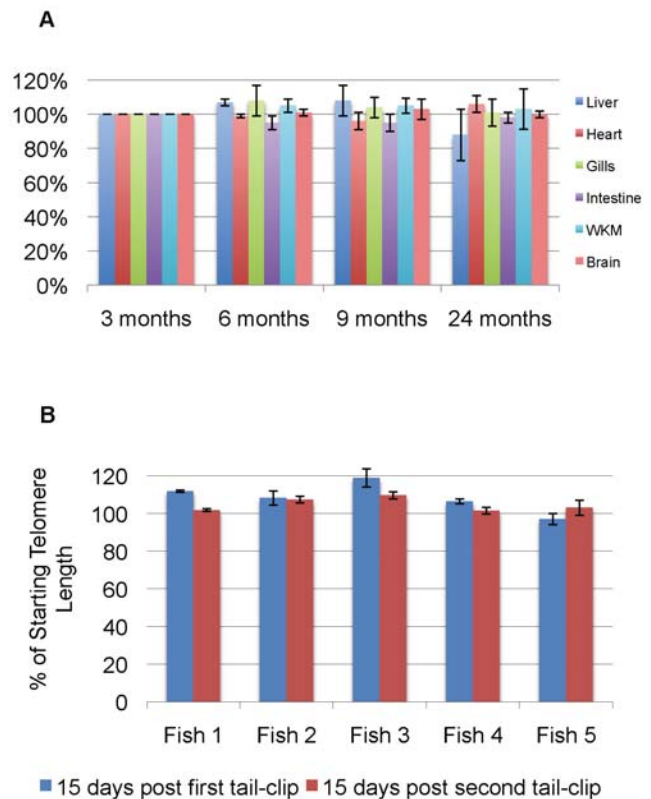 A
120%
100%
80%
60%
40%
20%
0%
3 months 6 months 9 months 24 months
Liver
Heart
Gills
Intestine
WKM
Brain
B
% of Starting Telomere
Length
120
100
80
60
40
20
0
Fish 1 Fish 2 Fish 3 Fish 4 Fish 5
15 days post first tail-clip 15 days post second tail-clip